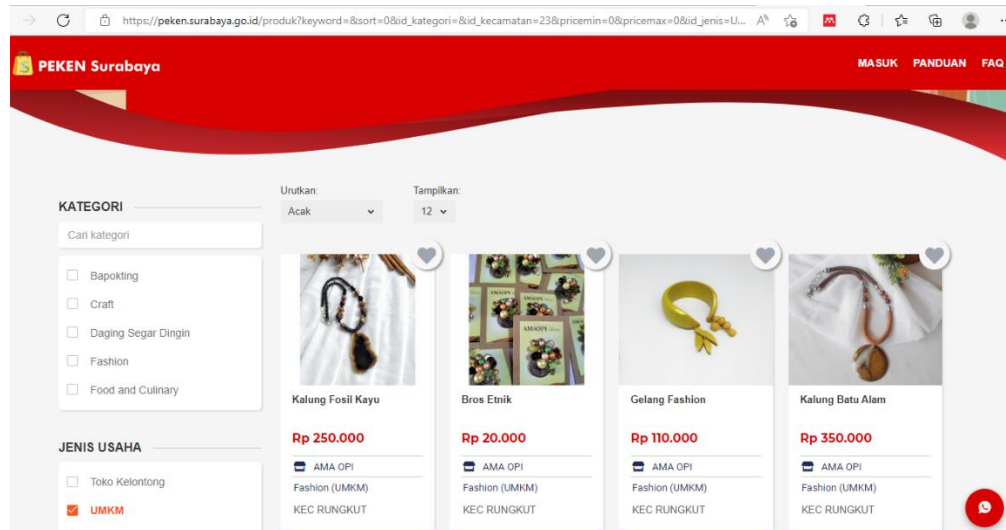 https://peken.surabaya.go.id/produk?keyword=&sort=0&id_kategori=&id_kecamatan=23&pricemin=0&pricemax=0&id_jenis=U...
PEKEN Surabaya
MASUK PANDUAN FAQ
KATEGORI
Cari kategori
Bapokting
Craft
Daging Segar Dingin
Fashion
Food and Culinary
JENIS USAHA
Toko Kelontong
UMKM
Urutkan:
Acak
Tampilkan:
12
Kalung Fosil Kayu
Rp 250.000
AMA OPI
Fashion (UMKM)
KEC RUNGKUT
Bros Etnik
Rp 20.000
AMA OPI
Fashion (UMKM)
KEC RUNGKUT
Gelang Fashion
Rp 110.000
AMA OPI
Fashion (UMKM)
KEC RUNGKUT
Kalung Batu Alam
Rp 350.000
AMA OPI
Fashion (UMKM)
KEC RUNGKUT